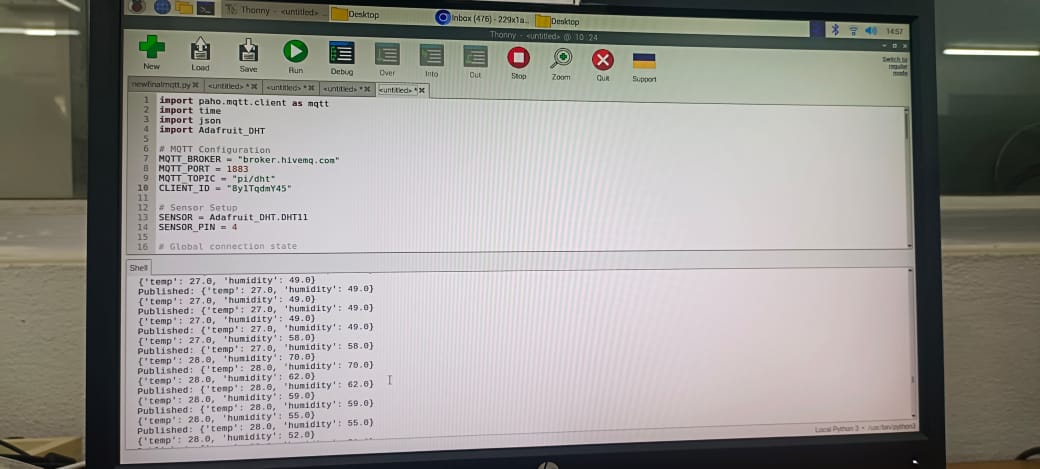 Thonny - <untitled>...
Desktop
Inbox (476) - 229x1a...
Desktop
14:57
Thonny - <untitled> @ 10:24
New
Load
Save
Run
Debug
Over
Into
Out
Stop
Zoom
Quit
Support
Switch to
regular
mode
newfinalmqtt.py
<untitled> *
<untitled> *
<untitled> *
<untitled> *
1 import paho.mqtt.client as mqtt
2 import time
3 import json
4 import Adafruit_DHT
5
6 # MQTT Configuration
7 MQTT_BROKER = "broker.hivemq.com"
8 MQTT_PORT = 1883
9 MQTT_TOPIC = "pi/dht"
10 CLIENT_ID = "8ylTqdmY45"
11
12 # Sensor Setup
13 SENSOR = Adafruit_DHT.DHT11
14 SENSOR_PIN = 4
15
16 # Global connection state
Shell
{'temp': 27.0, 'humidity': 49.0}
Published: {'temp': 27.0, 'humidity': 49.0}
{'temp': 27.0, 'humidity': 49.0}
Published: {'temp': 27.0, 'humidity': 49.0}
{'temp': 27.0, 'humidity': 49.0}
Published: {'temp': 27.0, 'humidity': 49.0}
{'temp': 27.0, 'humidity': 58.0}
Published: {'temp': 27.0, 'humidity': 58.0}
{'temp': 28.0, 'humidity': 70.0}
Published: {'temp': 28.0, 'humidity': 70.0}
{'temp': 28.0, 'humidity': 62.0}
Published: {'temp': 28.0, 'humidity': 62.0}
{'temp': 28.0, 'humidity': 59.0}
Published: {'temp': 28.0, 'humidity': 59.0}
{'temp': 28.0, 'humidity': 55.0}
Published: {'temp': 28.0, 'humidity': 55.0}
{'temp': 28.0, 'humidity': 52.0}
Local Python 3 • /usr/bin/python3
hp